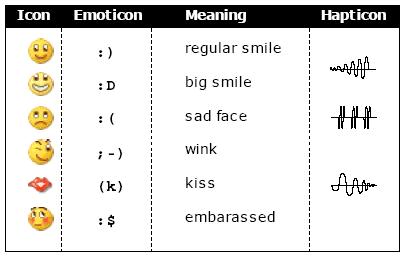 Icon Emoticon Meaning Hapticon
:) regular smile
:D big smile
:( sad face
;-) wink
(k) kiss
:$ embarassed